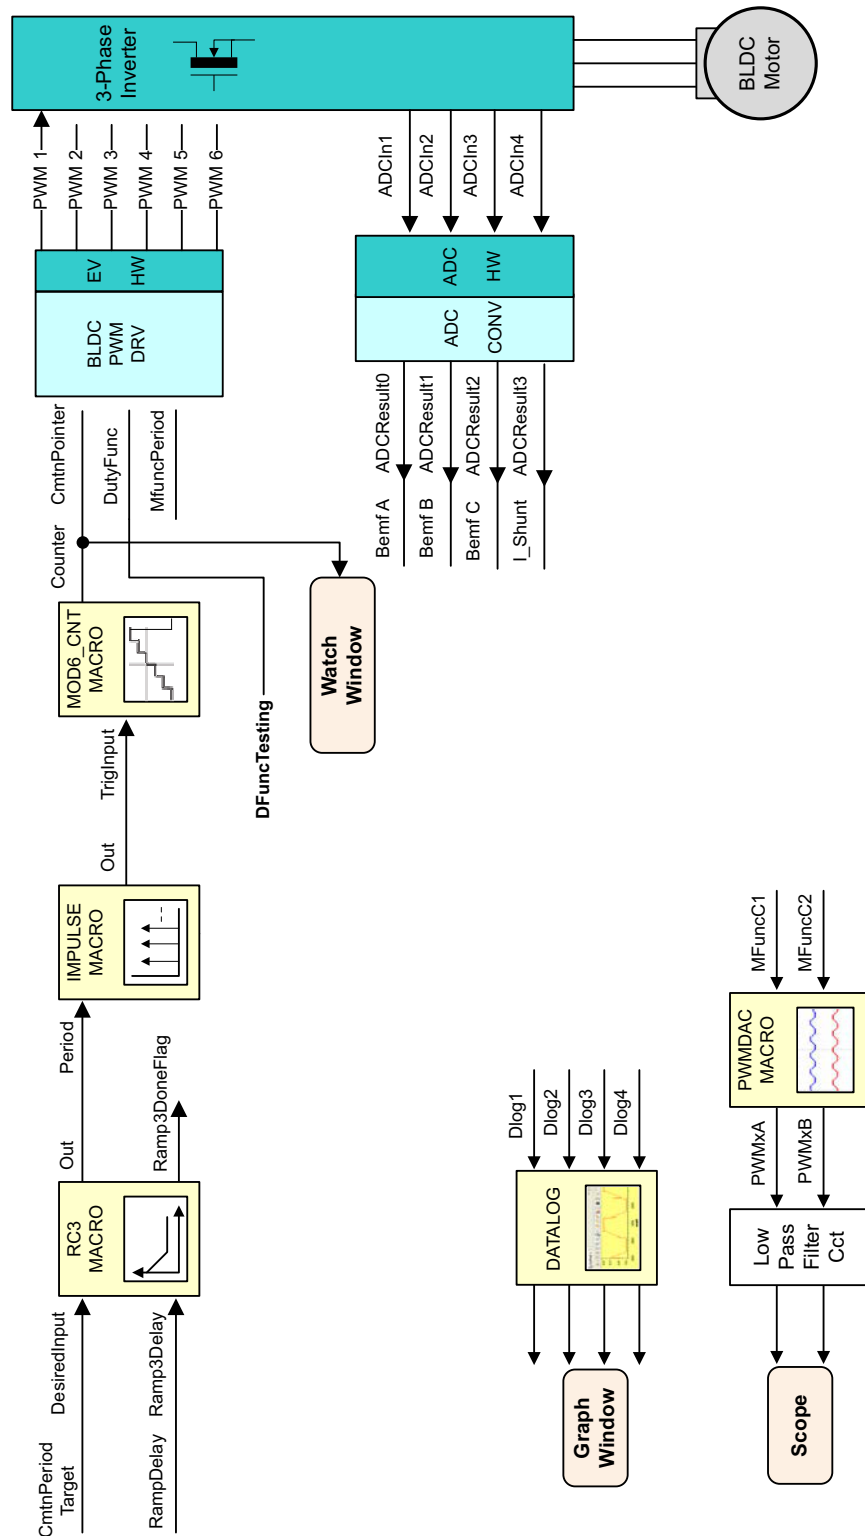 CmtnPeriod
Target
DesiredInput
RampDelay
Ramp3Delay
RC3
MACRO
Out
Period
Ramp3DoneFlag
IMPULSE
MACRO
Out
TrigInput
MOD6_CNT
MACRO
Counter
CmtnPointer
DutyFunc
MfuncPeriod
DFuncTesting
Watch
Window
BLDC
PWM
DRV
EV
HW
PWM 1
PWM 2
PWM 3
PWM 4
PWM 5
PWM 6
3-Phase
Inverter
Bemf A
ADCResult0
Bemf B
ADCResult1
Bemf C
ADCResult2
I_Shunt
ADCResult3
ADC
CONV
ADC
HW
ADCIn1
ADCIn2
ADCIn3
ADCIn4
BLDC
Motor
Graph
Window
DATALOG
Dlog1
Dlog2
Dlog3
Dlog4
Scope
Low
Pass
Filter
Cct
PWMxA
PWMxB
PWMDAC
MACRO
MFuncC1
MFuncC2